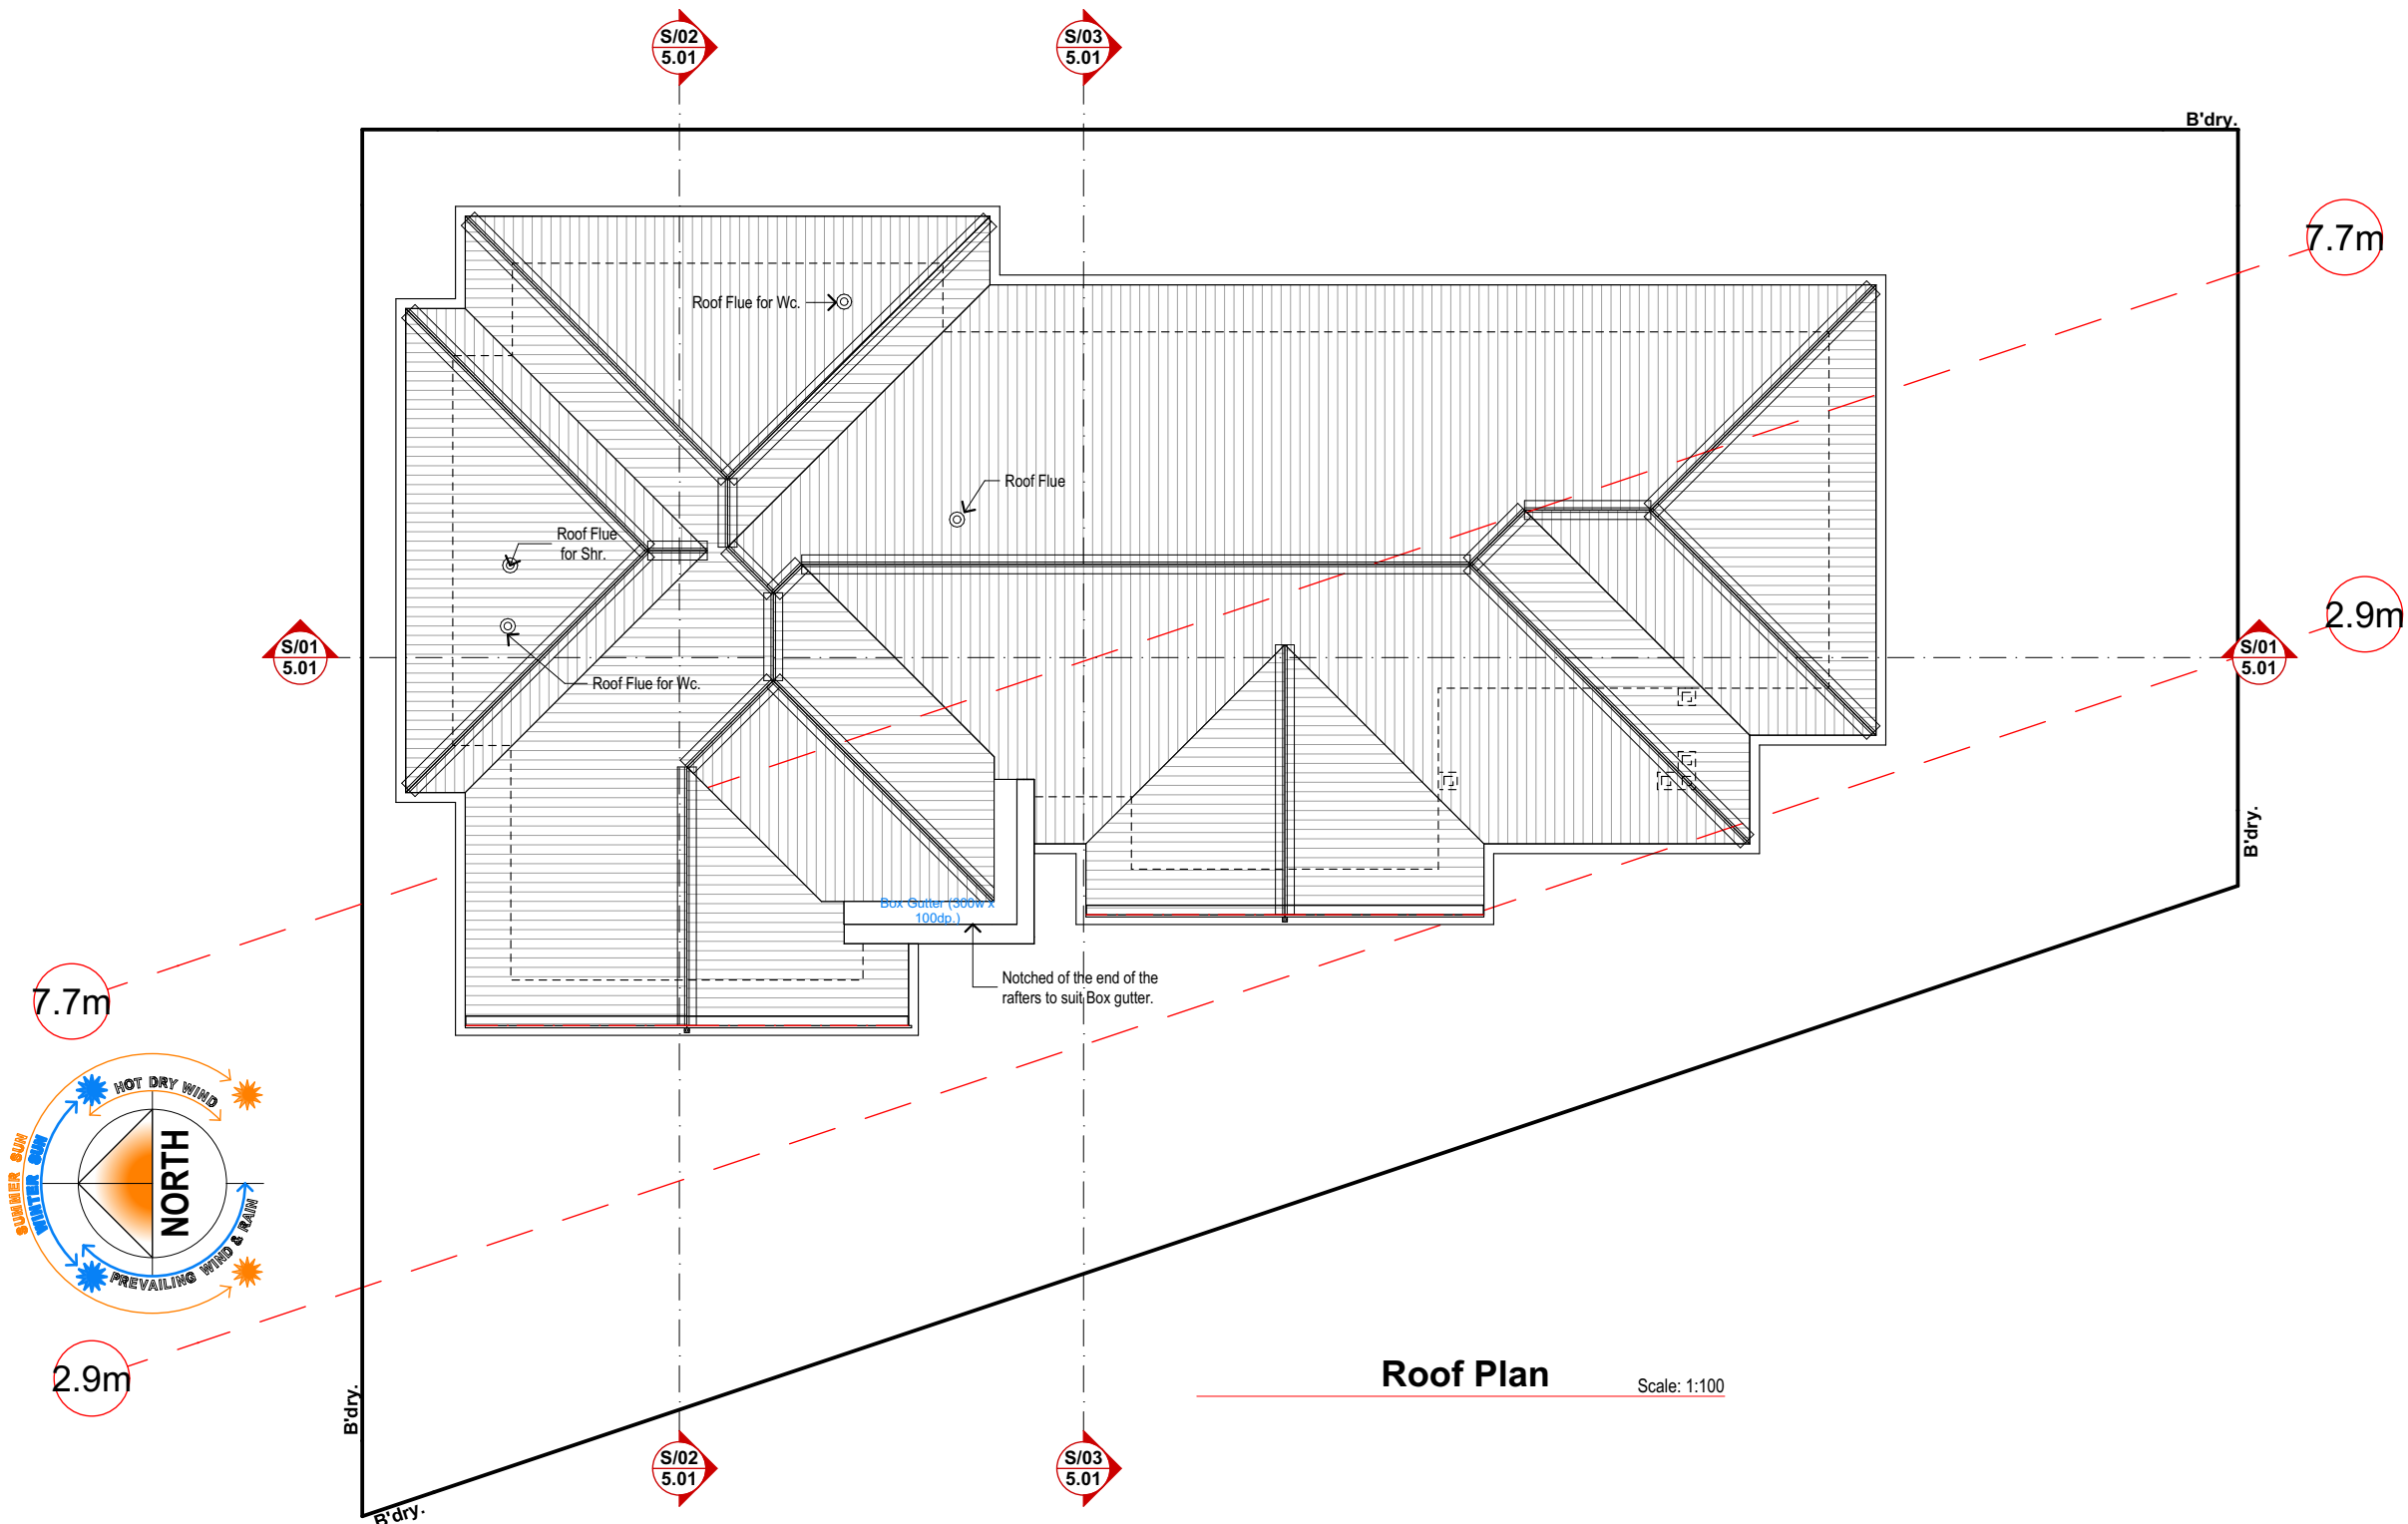 S/02
5.01
S/03
5.01
B'dry.
7.7m
Roof Flue for Wc.
Roof Flue
Roof Flue
for Shr.
2.9m
S/01
5.01
S/01
5.01
Roof Flue for Wc.
B'dry.
Box Gutter (300w x
100dp.)
Notched of the end of the
rafters to suit Box gutter.
7.7m
HOT DRY WIND
SUMMER SUN
WINTER SUN
NORTH
PREVAILING WIND & RAIN
2.9m
Roof Plan
Scale: 1:100
B'dry.
S/02
5.01
S/03
5.01
B'dry.